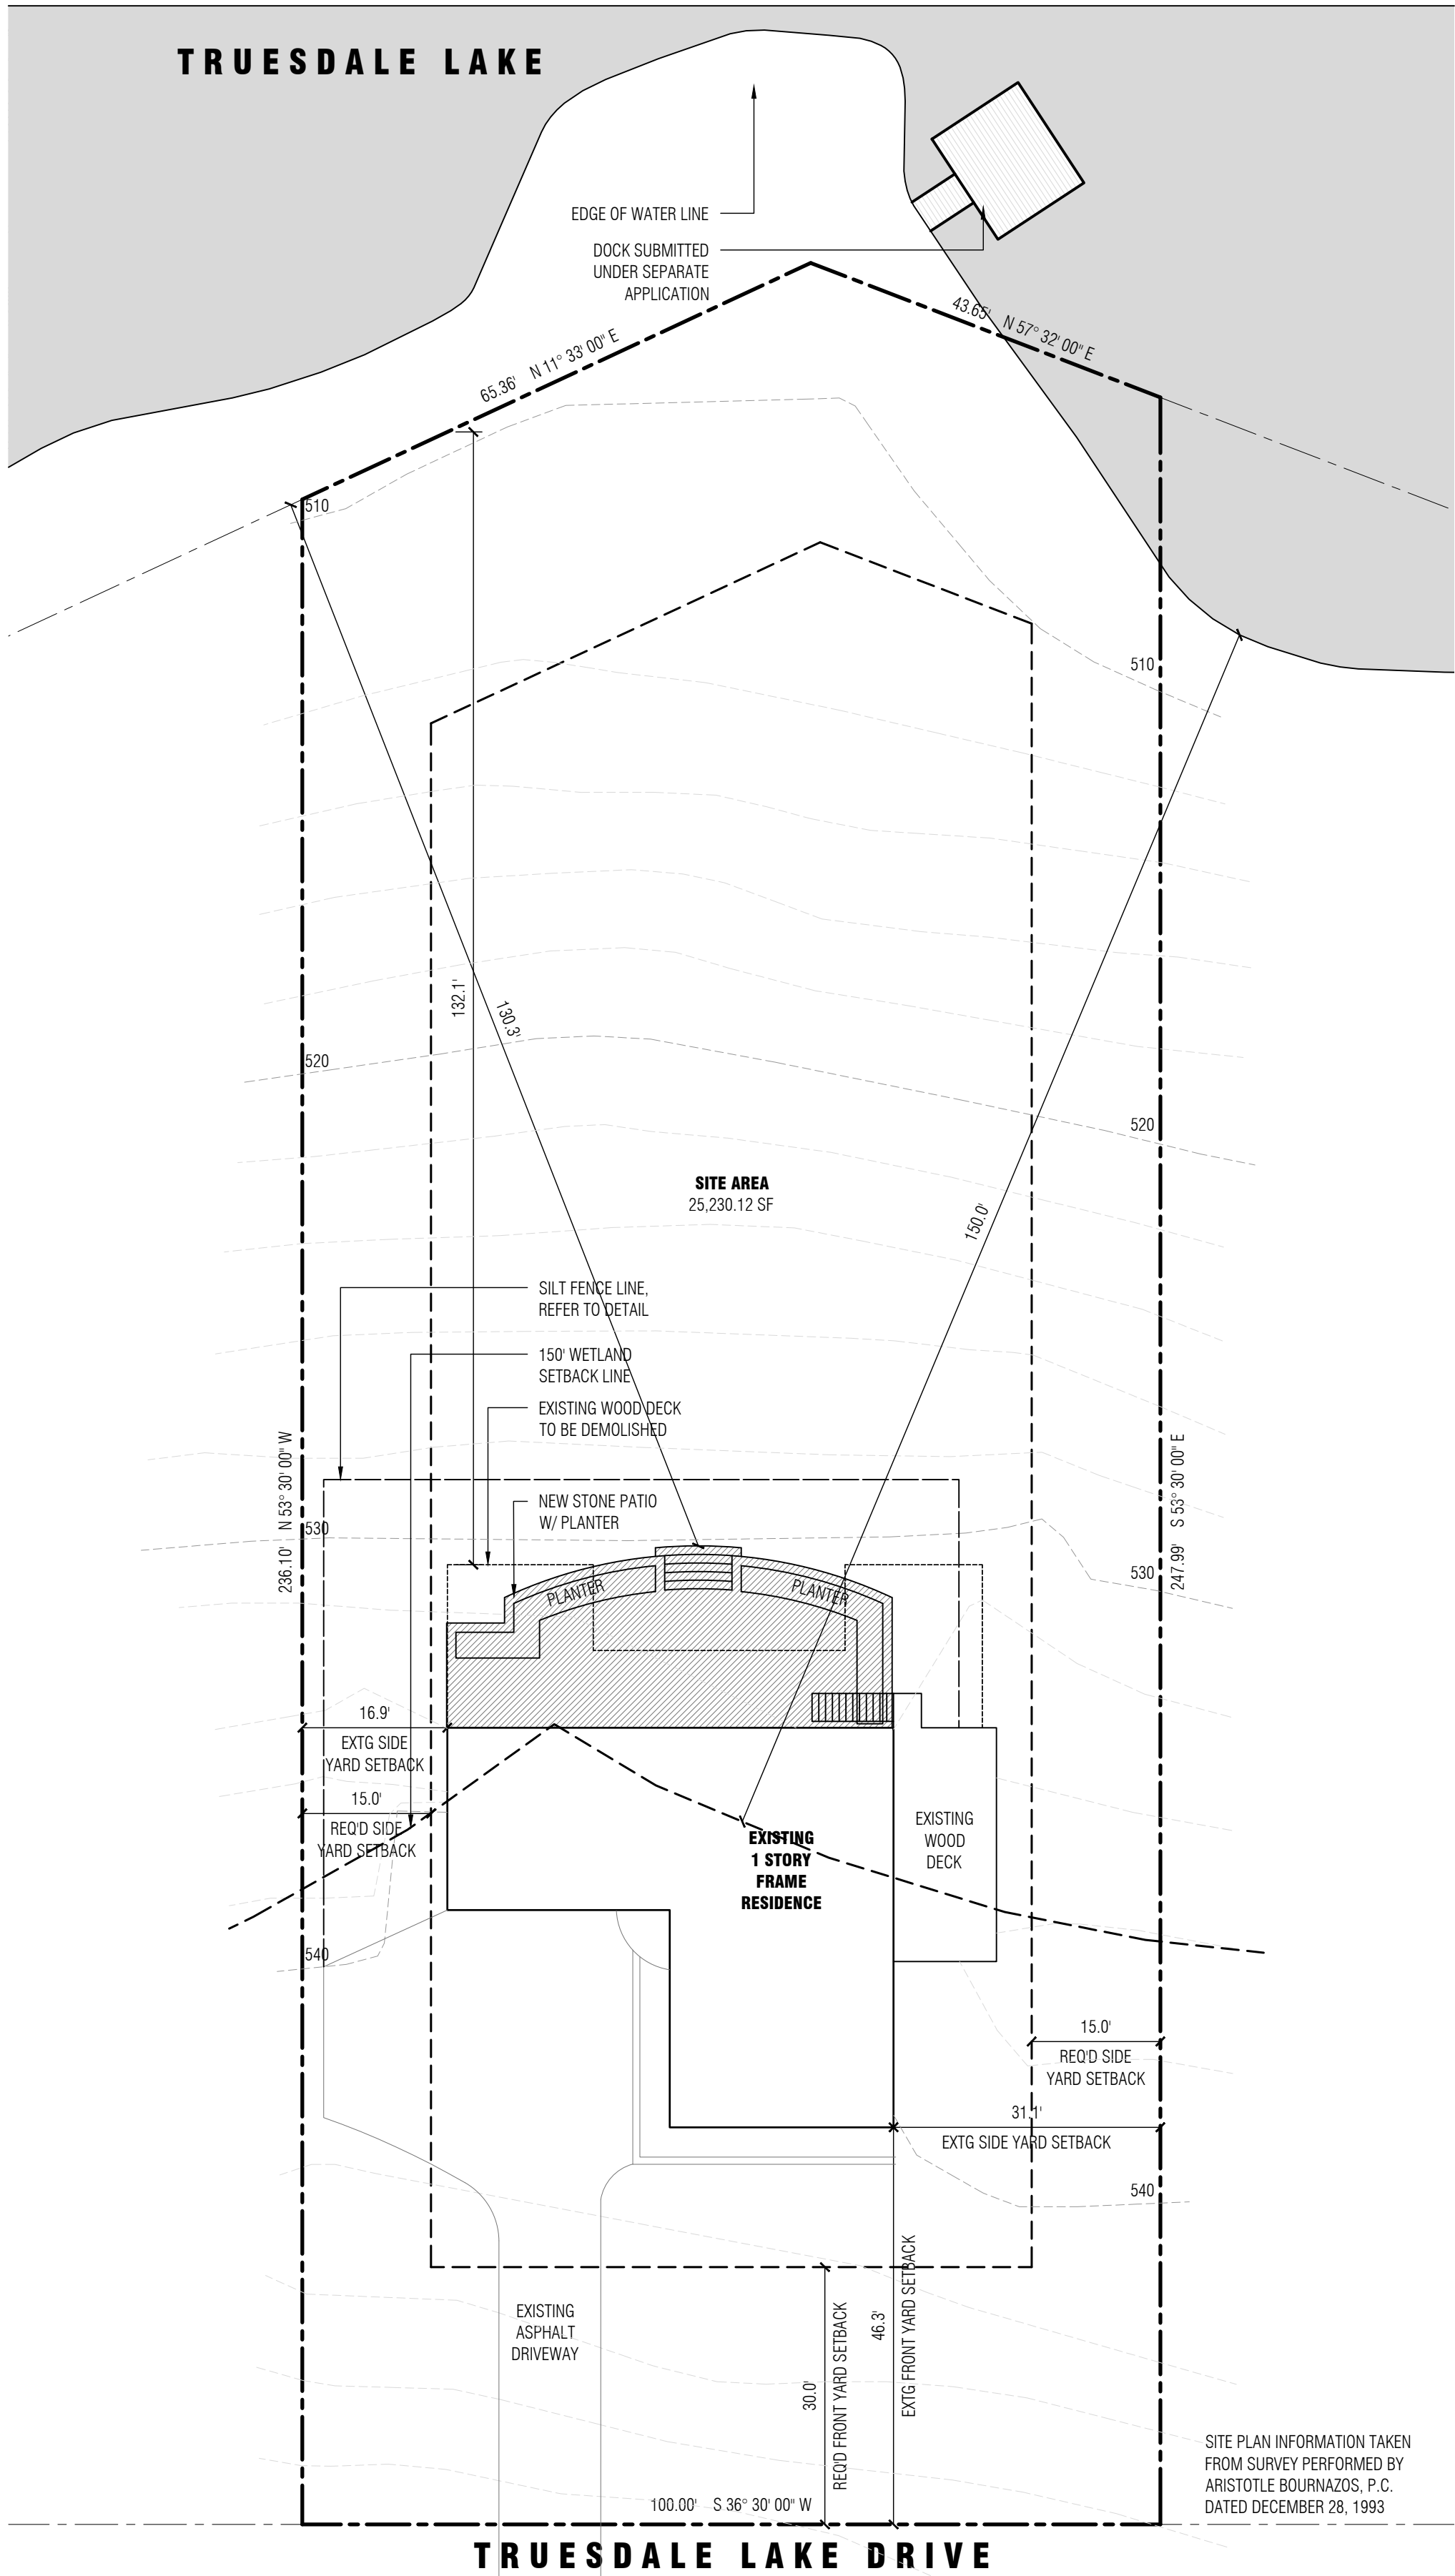 TRUESDALE LAKE
EDGE OF WATER LINE
DOCK SUBMITTED
UNDER SEPARATE
APPLICATION
65.36' N 11° 33' 00" E
43.65' N 57° 32' 00" E
510
510
132.1'
130.3'
520
520
SITE AREA
25,230.12 SF
150.0'
SILT FENCE LINE,
REFER TO DETAIL
150' WETLAND
SETBACK LINE
EXISTING WOOD DECK
TO BE DEMOLISHED
236.10' N 53° 30' 00" W
247.99' S 53° 30' 00" E
NEW STONE PATIO
W/ PLANTER
530
530
PLANTER
PLANTER
16.9'
EXTG SIDE
YARD SETBACK
15.0'
REQ'D SIDE
YARD SETBACK
EXISTING
WOOD
DECK
EXISTING
1 STORY
FRAME
RESIDENCE
540
15.0'
REQ'D SIDE
YARD SETBACK
31.1'
EXTG SIDE YARD SETBACK
540
EXISTING
ASPHALT
DRIVEWAY
30.0'
REQ'D FRONT YARD SETBACK
46.3'
EXTG FRONT YARD SETBACK
SITE PLAN INFORMATION TAKEN
FROM SURVEY PERFORMED BY
ARISTOTLE BOURNAZOS, P.C.
DATED DECEMBER 28, 1993
100.00' S 36° 30' 00" W
TRUESDALE LAKE DRIVE